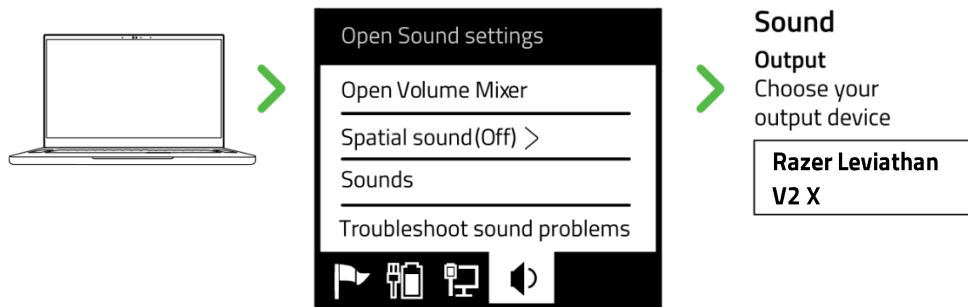 Open Sound settings
Open Volume Mixer
Spatial sound(Off) >
Sounds
Troubleshoot sound problems
Sound
Output
Choose your
output device
Razer Leviathan
V2 X